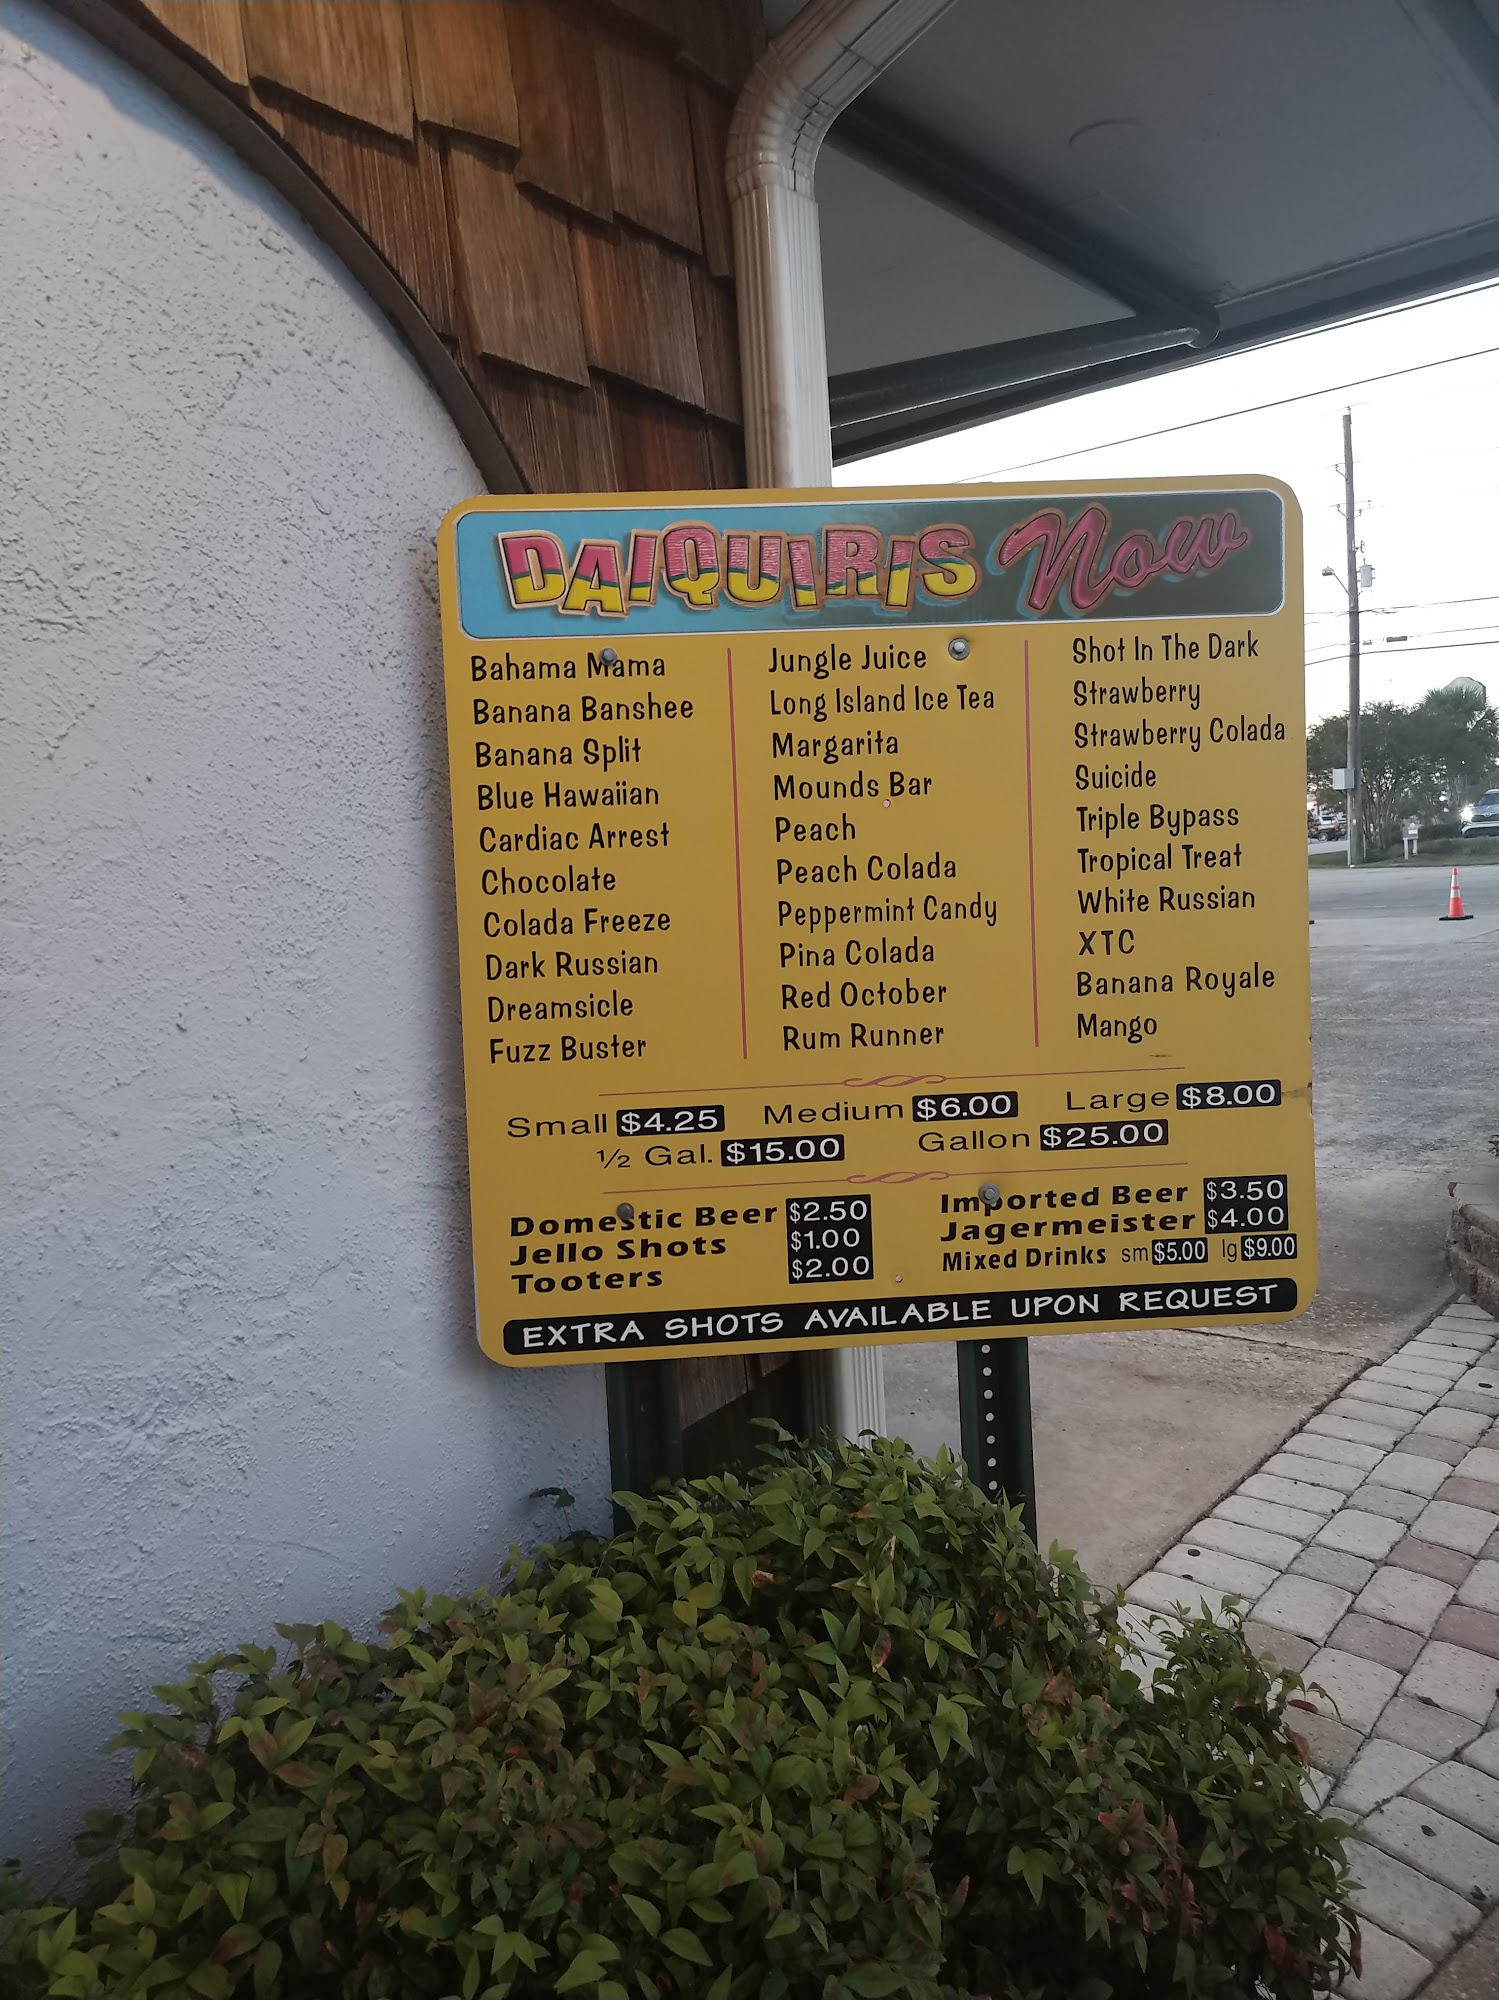 DAIQUIRIS Now
Bahama Mama
Banana Banshee
Banana Split
Blue Hawaiian
Cardiac Arrest
Chocolate
Colada Freeze
Dark Russian
Dreamsicle
Fuzz Buster
Jungle Juice
Long Island Ice Tea
Margarita
Mounds Bar
Peach
Peach Colada
Peppermint Candy
Pina Colada
Red October
Rum Runner
Shot In The Dark
Strawberry
Strawberry Colada
Suicide
Triple Bypass
Tropical Treat
White Russian
XTC
Banana Royale
Mango
Small $4.25 Medium $6.00 Large $8.00
½ Gal. $15.00 Gallon $25.00
Domestic Beer $2.50
Jello Shots $1.00
Tooters $2.00
Imported Beer $3.50
Jagermeister $4.00
Mixed Drinks sm $5.00 lg $9.00
EXTRA SHOTS AVAILABLE UPON REQUEST